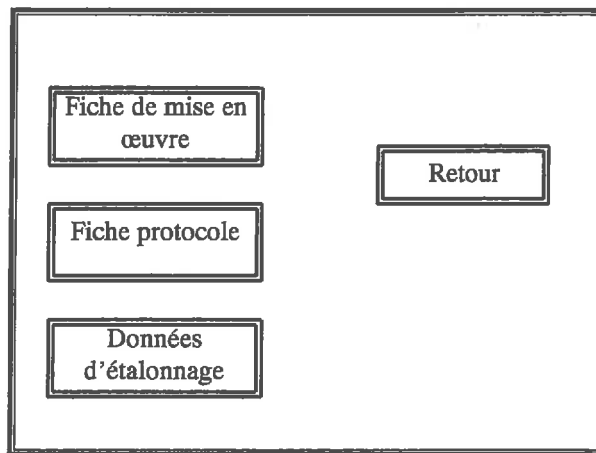 Fiche de mise en
œuvre
Retour
Fiche protocole
Données
d'étalonnage